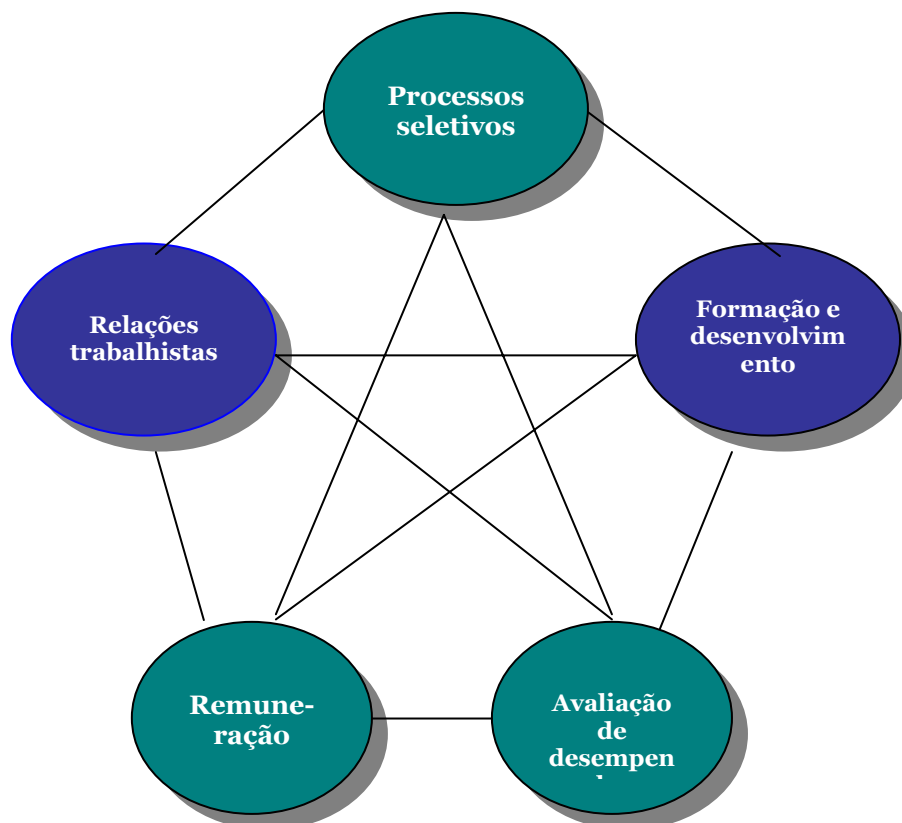 Processos
seletivos
Relações
trabalhistas
Formação e
desenvolvim
ento
Remune-
ração
Avaliação
de
desempen